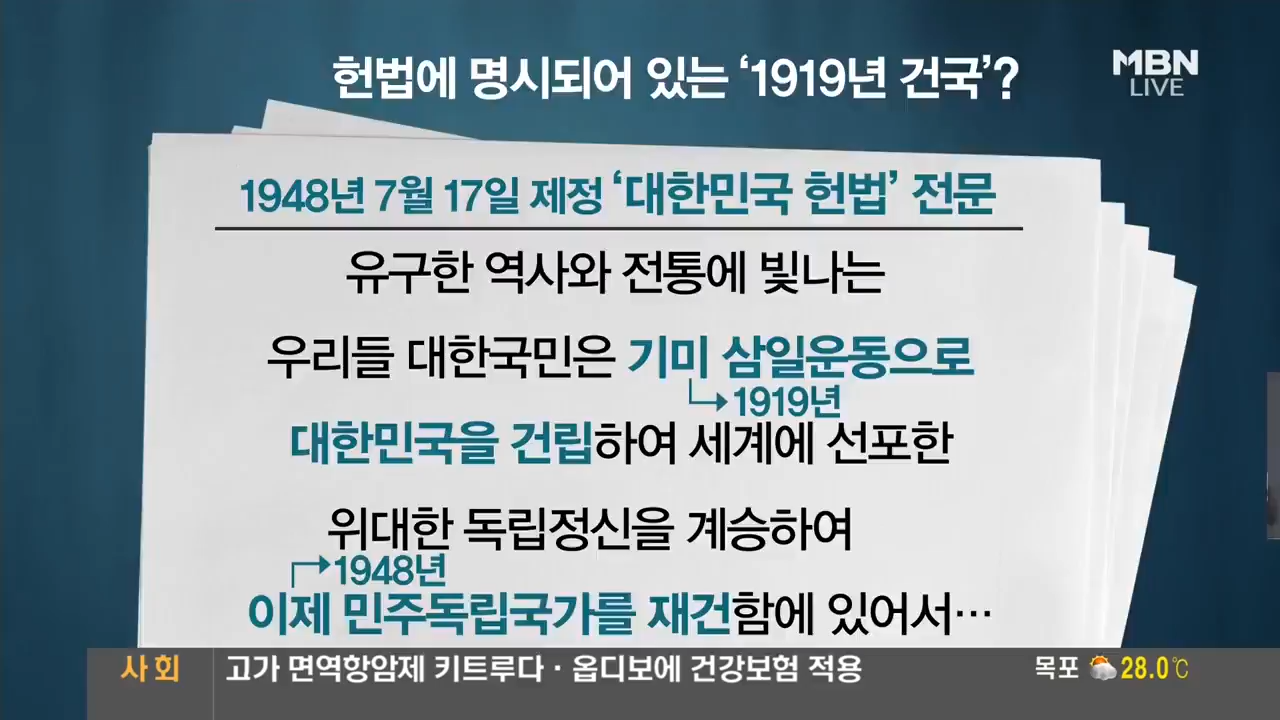 헌법에 명시되어 있는 ‘1919년 건국’?
MBN
LIVE
1948년 7월 17일 제정 ‘대한민국 헌법’ 전문
유구한 역사와 전통에 빛나는
우리들 대한국민은 기미 삼일운동으로
1919년
대한민국을 건립하여 세계에 선포한
위대한 독립정신을 계승하여
1948년
이제 민주독립국가를 재건함에 있어서…
사회 고가 면역항암제 키트루다·옵디보에 건강보험 적용 목포 28.0℃